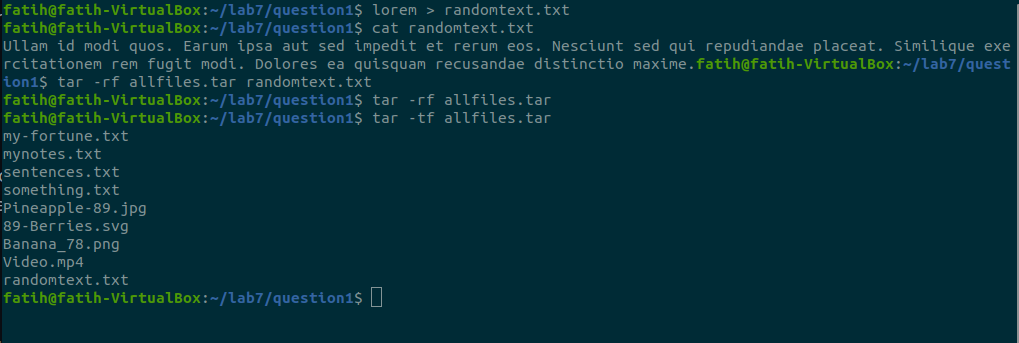 fatih@fatih-VirtualBox:~/lab7/question1$ lorem > randomtext.txt
fatih@fatih-VirtualBox:~/lab7/question1$ cat randomtext.txt
Ullam id modi quos. Earum ipsa aut sed impedit et rerum eos. Nesciunt sed qui repudiandae placeat. Similique exe
rcitationem rem fugit modi. Dolores ea quisquam recusandae distinctio maxime.fatih@fatih-VirtualBox:~/lab7/quest
ion1$ tar -rf allfiles.tar randomtext.txt
fatih@fatih-VirtualBox:~/lab7/question1$ tar -rf allfiles.tar
fatih@fatih-VirtualBox:~/lab7/question1$ tar -tf allfiles.tar
my-fortune.txt
mynotes.txt
sentences.txt
something.txt
Pineapple-89.jpg
89-Berries.svg
Banana_78.png
Video.mp4
randomtext.txt
fatih@fatih-VirtualBox:~/lab7/question1$